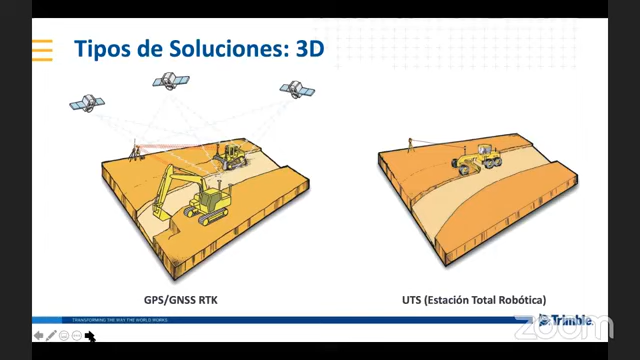 Tipos de Soluciones: 3D
GPS/GNSS RTK
UTS (Estación Total Robótica)
TRANSFORMING THE WAY THE WORLD WORKS
Trimble
zoom